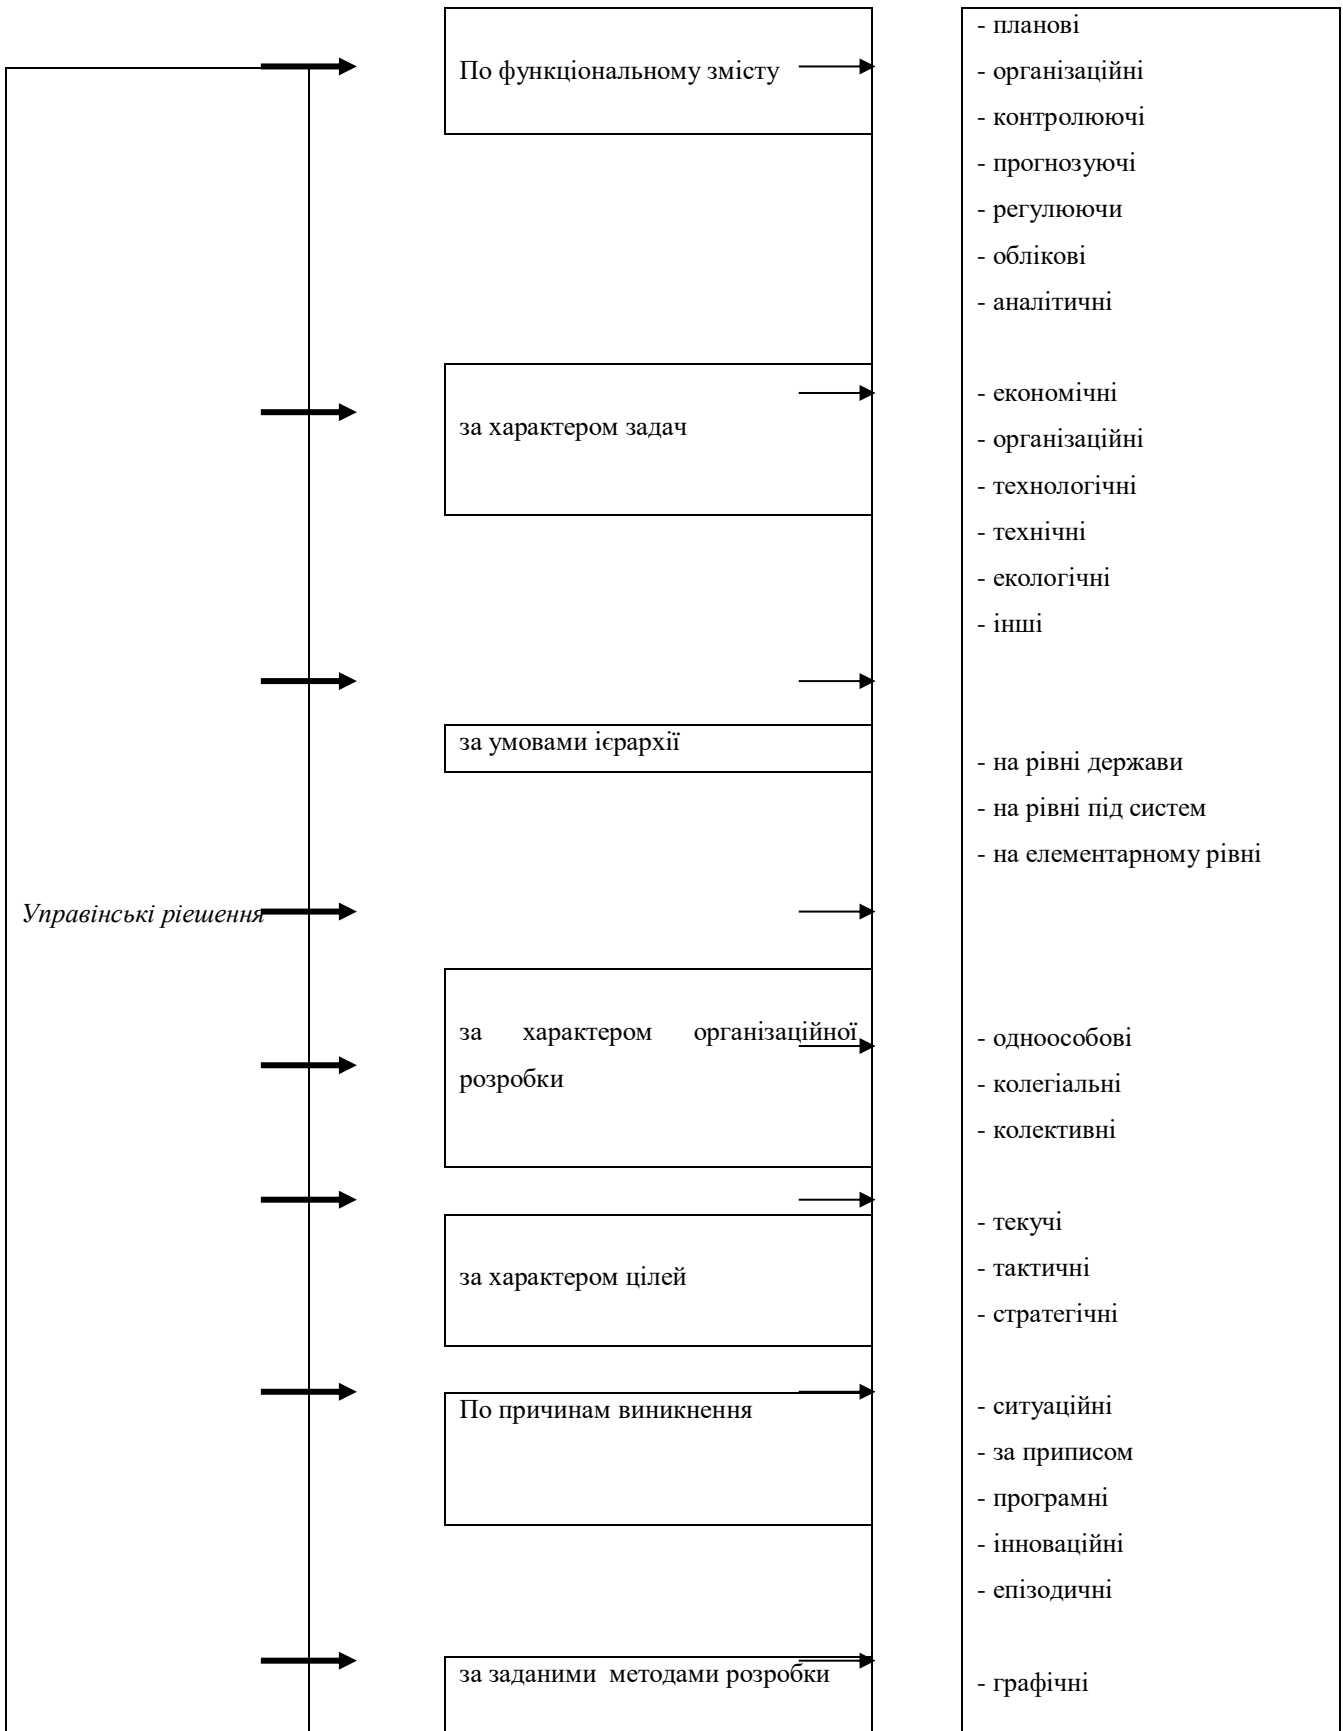 По функціональному змісту
- планові
- організаційні
- контролюючі
- прогнозуючі
- регулюючи
- облікові
- аналітичні
за характером задач
- економічні
- організаційні
- технологічні
- технічні
- екологічні
- інші
за умовами ієрархії
- на рівні держави
- на рівні під систем
- на елементарному рівні
Управінські ріешення
за характером організаційної
розробки
- одноособові
- колегіальні
- колективні
за характером цілей
- текучі
- тактичні
- стратегічні
По причинам виникнення
- ситуаційні
- за приписом
- програмні
- інноваційні
- епізодичні
за заданими методами розробки
- графічні